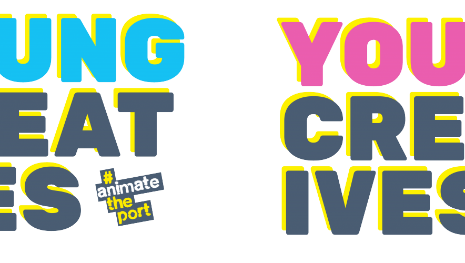 UNG
EAT
ES
#
animate
the
port
YOU
CRE
IVES